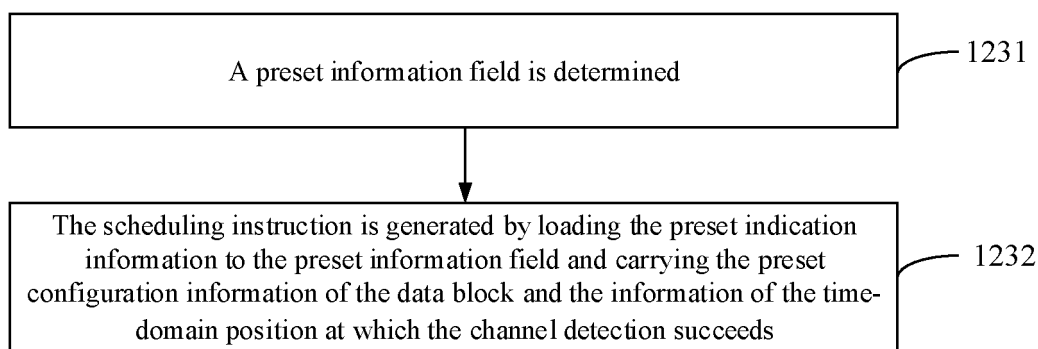 A preset information field is determined
1231
The scheduling instruction is generated by loading the preset indication
information to the preset information field and carrying the preset
configuration information of the data block and the information of the time-
domain position at which the channel detection succeeds
1232